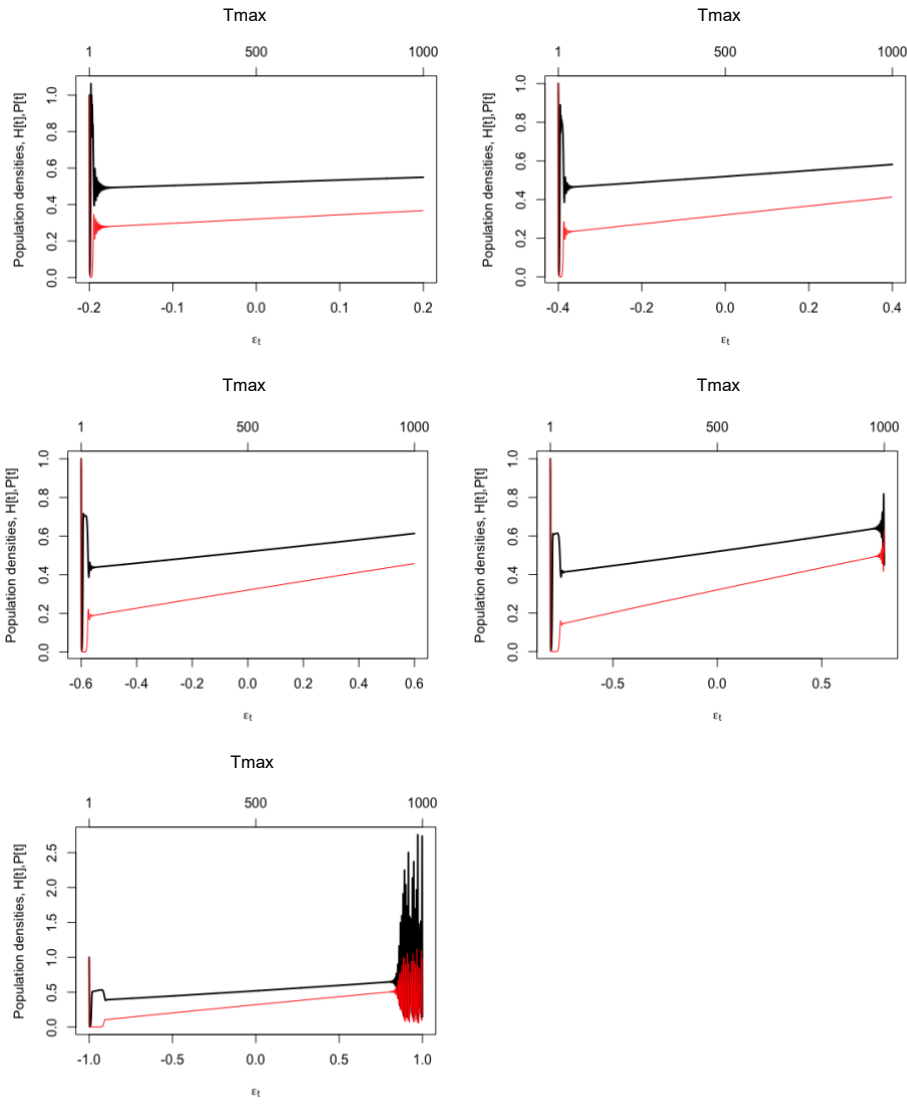 Tmax
1 500 1000
Population densities, H[t],P[t]
0.0 0.2 0.4 0.6 0.8 1.0
-0.2 -0.1 0.0 0.1 0.2
εt
Tmax
1 500 1000
Population densities, H[t],P[t]
0.0 0.2 0.4 0.6 0.8 1.0
-0.4 -0.2 0.0 0.2 0.4
εt
Tmax
1 500 1000
Population densities, H[t],P[t]
0.0 0.2 0.4 0.6 0.8 1.0
-0.6 -0.4 -0.2 0.0 0.2 0.4 0.6
εt
Tmax
1 500 1000
Population densities, H[t],P[t]
0.0 0.2 0.4 0.6 0.8 1.0
-0.5 0.0 0.5
εt
Tmax
1 500 1000
Population densities, H[t],P[t]
0.0 0.5 1.0 1.5 2.0 2.5
-1.0 -0.5 0.0 0.5 1.0
εt